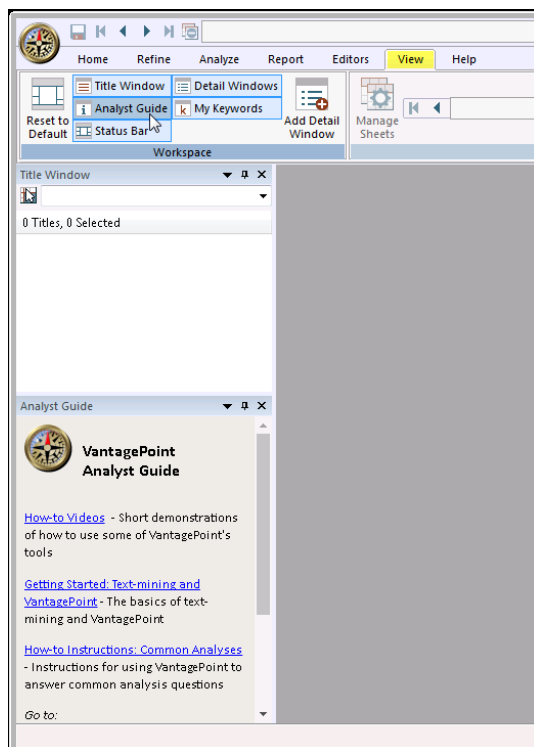 Home Refine Analyze Report Editors View Help
Reset to Default
Title Window
Detail Windows
i Analyst Guide
k My Keywords
Status Bar
Add Detail Window
Manage Sheets
Workspace
Title Window
0 Titles, 0 Selected
Analyst Guide
VantagePoint
Analyst Guide
How-to Videos - Short demonstrations
of how to use some of VantagePoint's
tools
Getting Started: Text-mining and
VantagePoint - The basics of text-
mining and VantagePoint
How-to Instructions: Common Analyses
- Instructions for using VantagePoint to
answer common analysis questions
Go to: